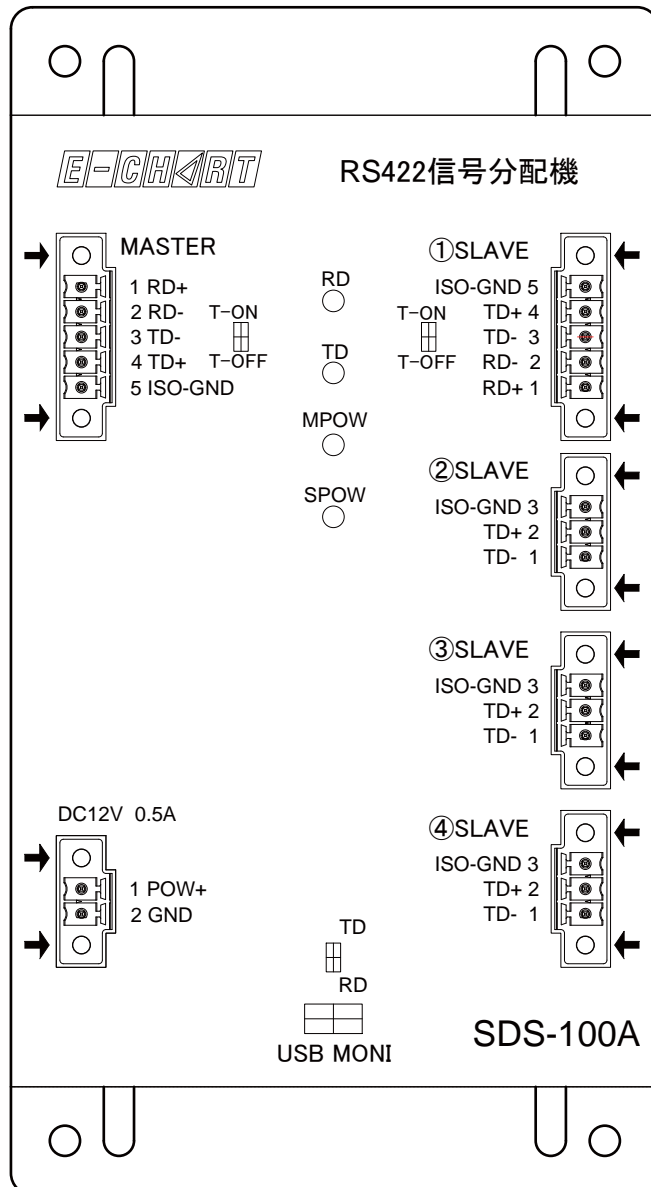 E-CHART
RS422信号分配機
MASTER
1 RD+
2 RD-
3 TD-
4 TD+
5 ISO-GND
T-ON
T-OFF
RD
TD
MPOW
SPOW
T-ON
T-OFF
①SLAVE
ISO-GND 5
TD+ 4
TD- 3
RD- 2
RD+ 1
②SLAVE
ISO-GND 3
TD+ 2
TD- 1
③SLAVE
ISO-GND 3
TD+ 2
TD- 1
DC12V 0.5A
1 POW+
2 GND
④SLAVE
ISO-GND 3
TD+ 2
TD- 1
TD
RD
USB MONI
SDS-100A